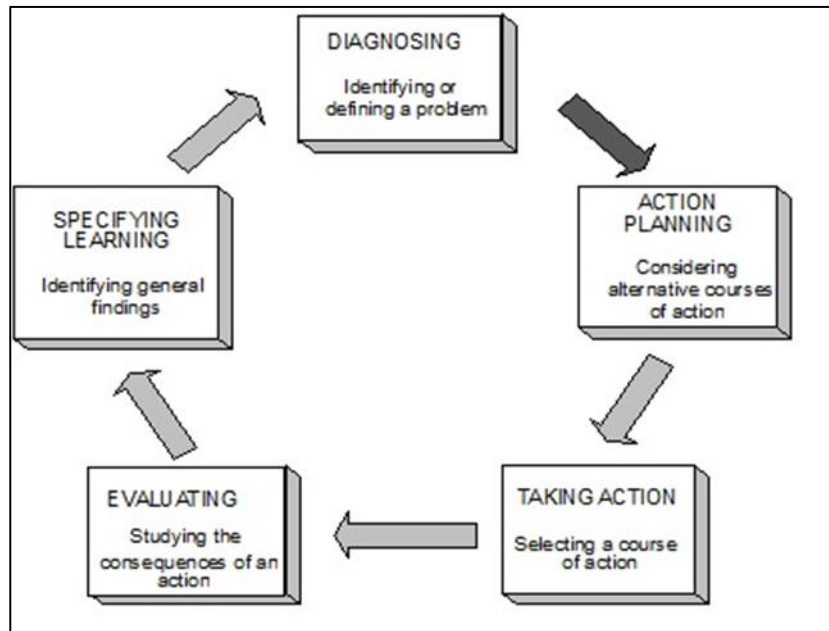 DIAGNOSING
Identifying or
defining a problem
ACTION
PLANNING
Considering
alternative courses
of action
TAKING ACTION
Selecting a course
of action
EVALUATING
Studying the
consequences of an
action
SPECIFYING
LEARNING
Identifying general
findings